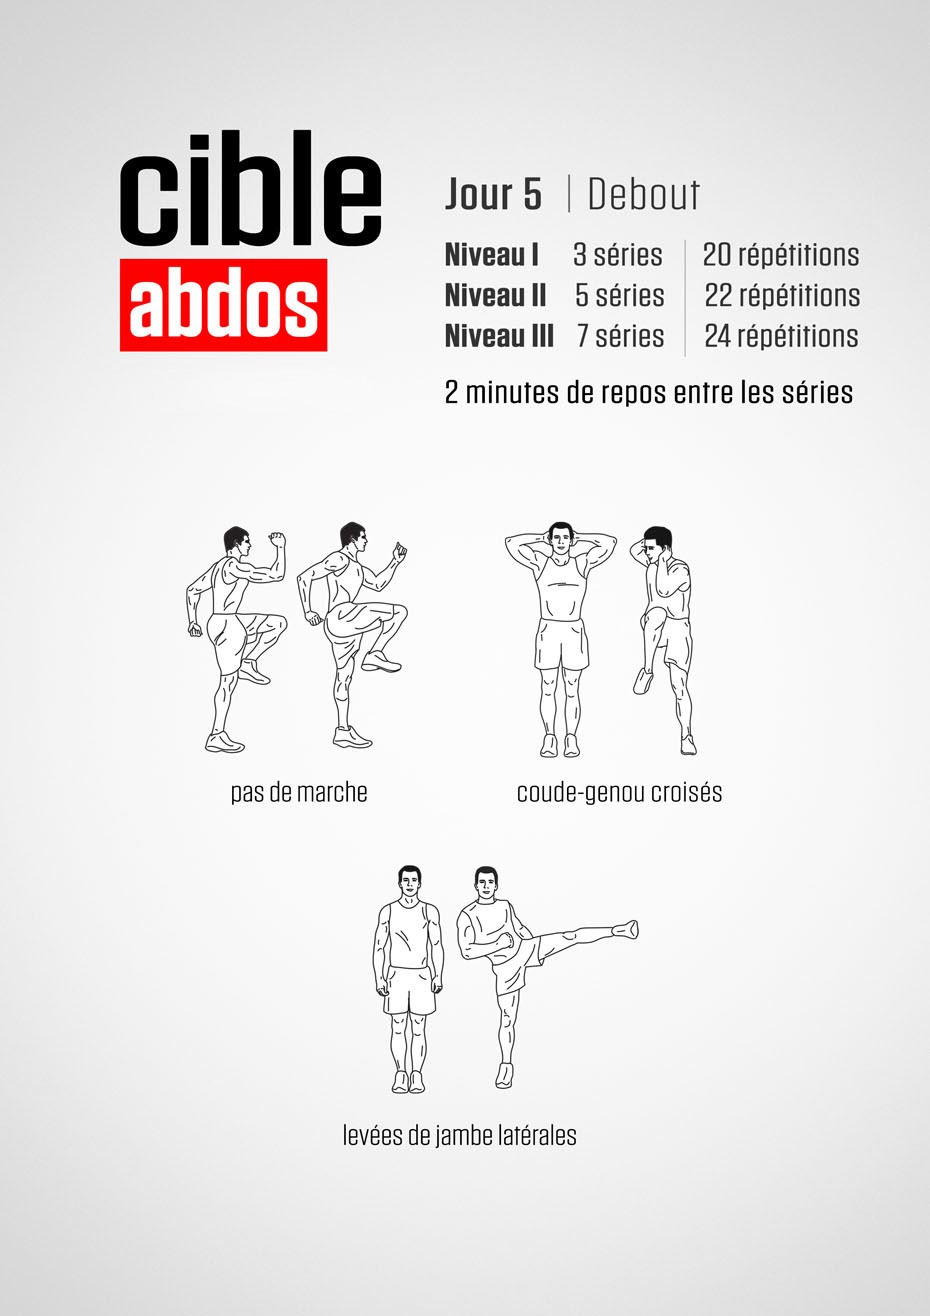 cible
abdos
Jour 5 | Debout
Niveau I 3 séries 20 répétitions
Niveau II 5 séries 22 répétitions
Niveau III 7 séries 24 répétitions
2 minutes de repos entre les séries
pas de marche
coude-genou croisés
levées de jambe latérales